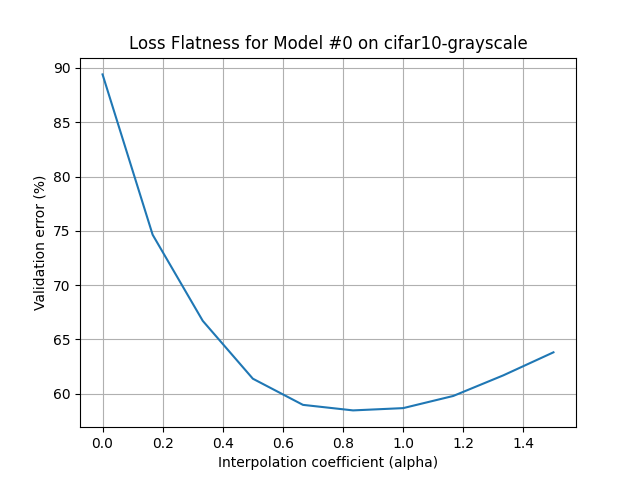 Loss Flatness for Model #0 on cifar10-grayscale
Validation error (%)
90
85
80
75
70
65
60
0.0 0.2 0.4 0.6 0.8 1.0 1.2 1.4
Interpolation coefficient (alpha)